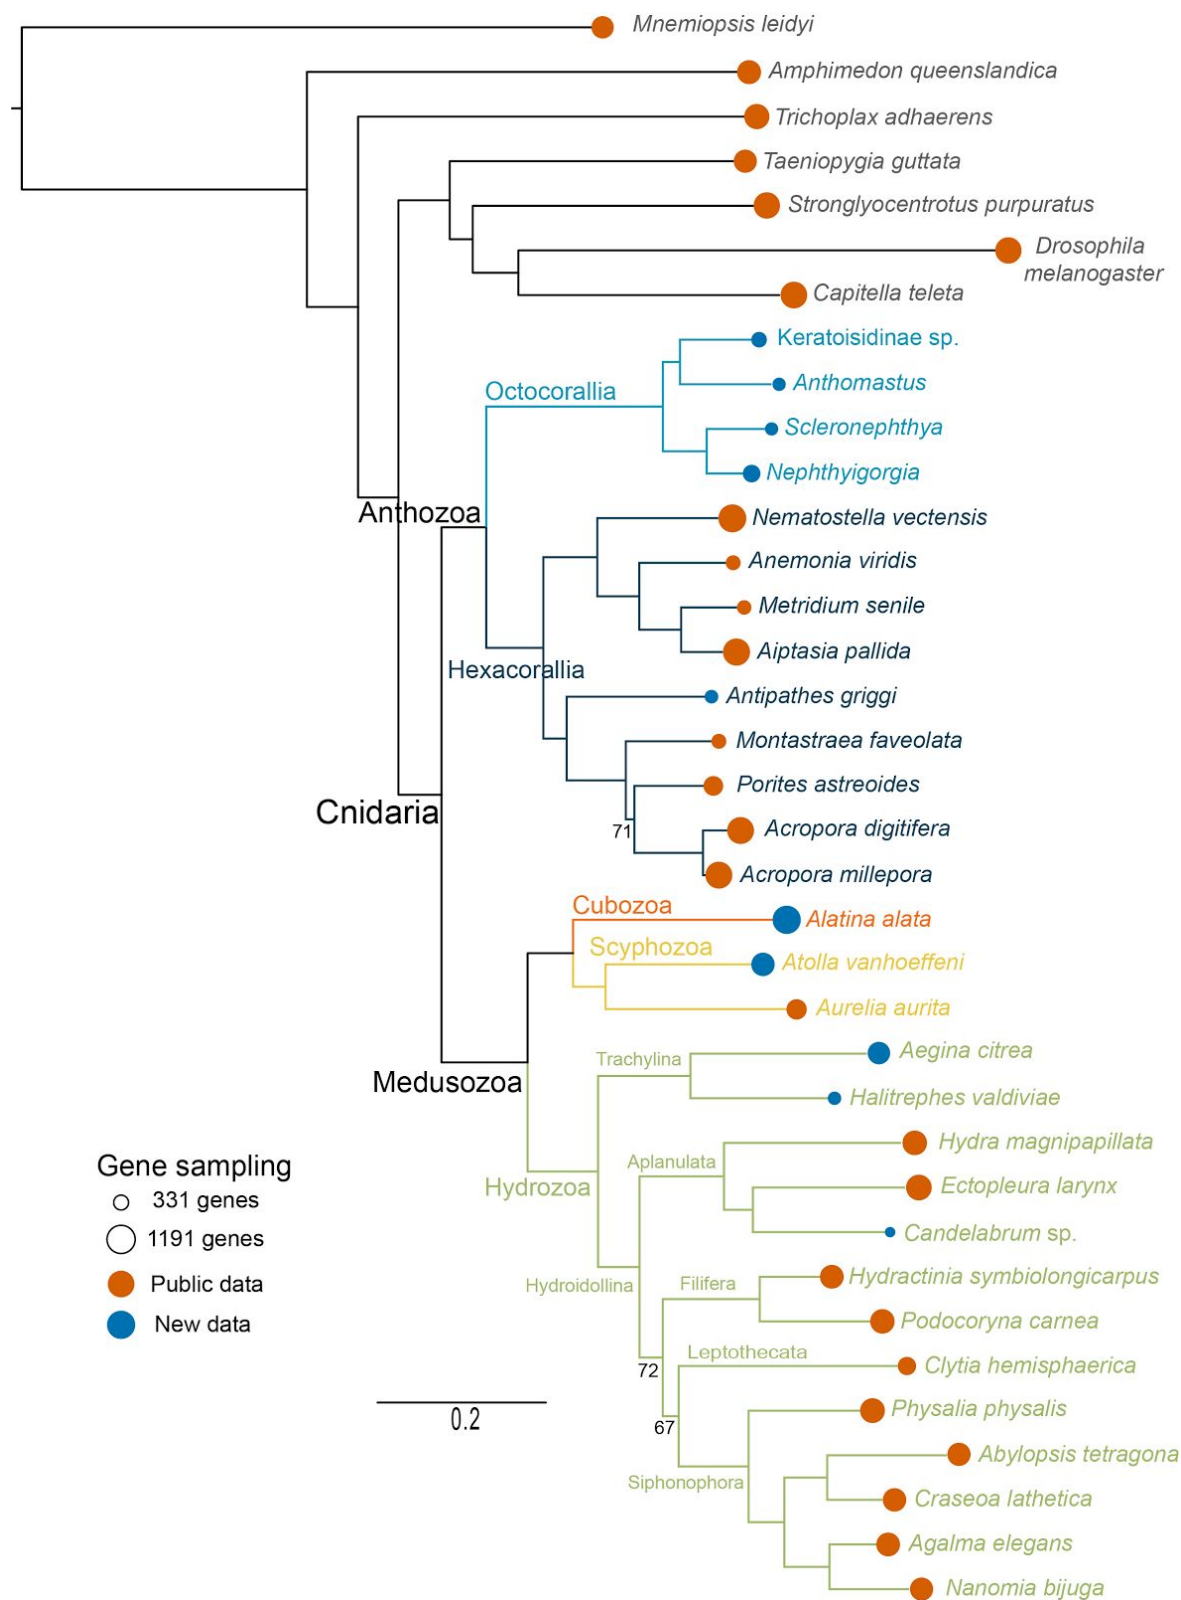 Mnemiopsis leidyi
Amphimedon queenslandica
Trichoplax adhaerens
Taeniopygia guttata
Stronglyocentrotus purpuratus
Drosophila
melanogaster
Capitella teleta
Keratoisidinae sp.
Octocorallia
Anthomastus
Scleronephthya
Nephthyigorgia
Anthozoa
Nematostella vectensis
Anemonia viridis
Metridium senile
Aiptasia pallida
Hexacorallia
Antipathes griggi
Montastraea faveolata
Porites astreoides
Cnidaria
71
Acropora digitifera
Acropora millepora
Cubozoa
Alatina alata
Scyphozoa
Atolla vanhoeffeni
Aurelia aurita
Trachylina
Aegina citrea
Medusozoa
Halitrephes valdiviae
Hydra magnipapillata
Aplanulata
Hydrozoa
Ectopleura larynx
Candelabrum sp.
Hydroidollina
Filifera
Hydractinia symbiolongicarpus
Podocoryna carnea
Leptothecata
72
Clytia hemisphaerica
Physalia physalis
67
Abylopsis tetragona
Siphonophora
Craseoa lathetica
Agalma elegans
Nanomia bijuga
Gene sampling
331 genes
1191 genes
Public data
New data
0.2